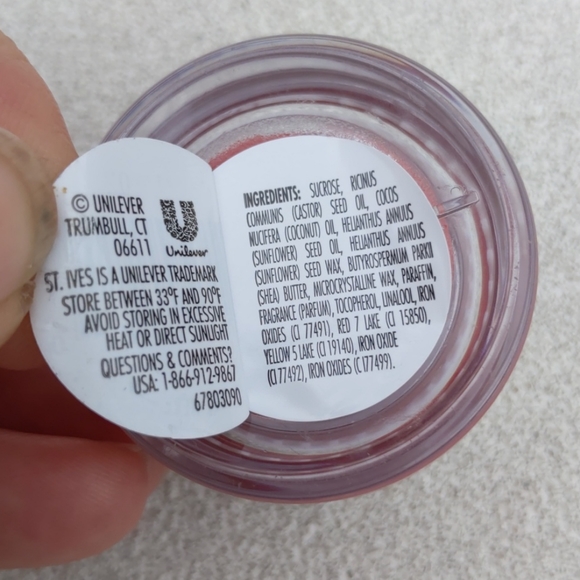 © UNILEVER
TRUMBULL, CT
06611
Unilever
ST. IVES IS A UNILEVER TRADEMARK
STORE BETWEEN 33°F AND 90°F
AVOID STORING IN EXCESSIVE
HEAT OR DIRECT SUNLIGHT
QUESTIONS & COMMENTS?
USA: 1-866-912-9867
67803090
INGREDIENTS: SUCROSE, RICINUS
COMMUNIS (CASTOR) SEED OIL, COCOS
NUCIFERA (COCONUT) OIL, HELIANTHUS ANNUUS
(SUNFLOWER) SEED OIL, HELIANTHUS ANNUUS
(SUNFLOWER) SEED WAX, BUTYROSPERMUM PARKII
(SHEA) BUTTER, MICROCRYSTALLINE WAX, PARAFFIN,
FRAGRANCE (PARFUM), TOCOPHEROL, LINALOOL, IRON
OXIDES (CI 77491), RED 7 LAKE (CI 15850),
YELLOW 5 LAKE (CI 19140), IRON OXIDE
(CI 77492), IRON OXIDES (CI77499).